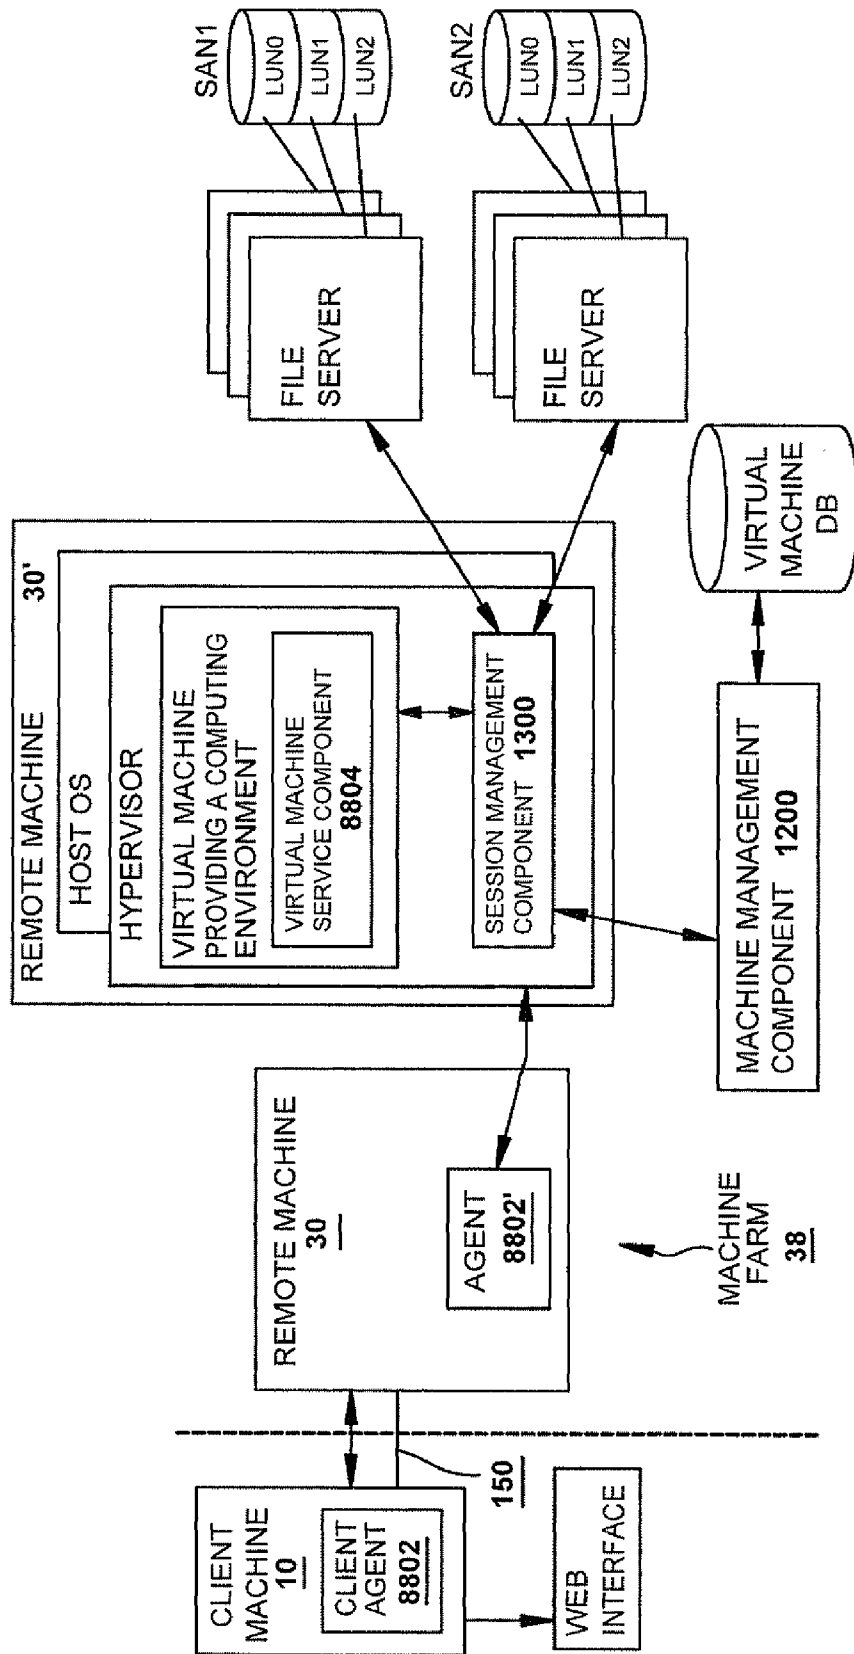 CLIENT
MACHINE
10
CLIENT
AGENT
8802
WEB
INTERFACE
150
REMOTE MACHINE
30
AGENT
8802'
MACHINE
FARM
38
REMOTE MACHINE 30'
HOST OS
HYPERVISOR
VIRTUAL MACHINE
PROVIDING A COMPUTING
ENVIRONMENT
VIRTUAL MACHINE
SERVICE COMPONENT
8804
SESSION MANAGEMENT
COMPONENT 1300
MACHINE MANAGEMENT
COMPONENT 1200
VIRTUAL
MACHINE
DB
FILE
SERVER
SAN1
LUN0
LUN1
LUN2
FILE
SERVER
SAN2
LUN0
LUN1
LUN2